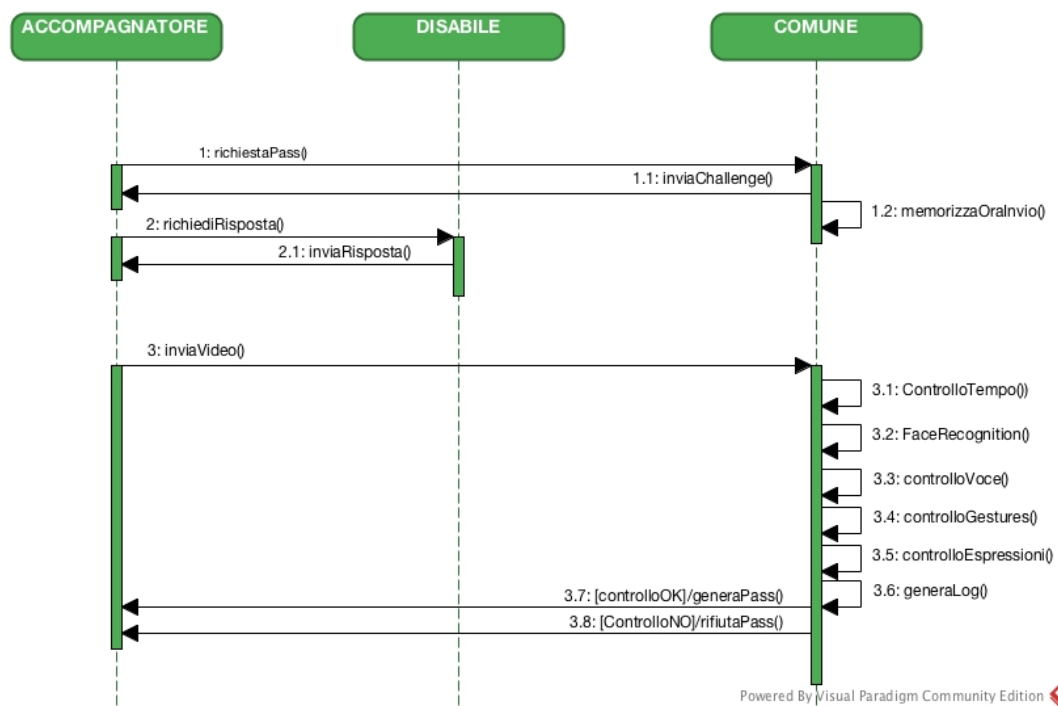 ACCOMPAGNATORE
DISABILE
COMUNE
1: richiestaPass()
1.1: inviaChallenge()
1.2: memorizzaOraInvio()
2: richiediRisposta()
2.1: inviaRisposta()
3: inviaVideo()
3.1: ControlloTempo())
3.2: FaceRecognition()
3.3: controlloVoce()
3.4: controlloGestures()
3.5: controlloEspressioni()
3.6: generaLog()
3.7: [controlloOK]/generaPass()
3.8: [ControlloNO]/rifiutaPass()
Powered By Visual Paradigm Community Edition